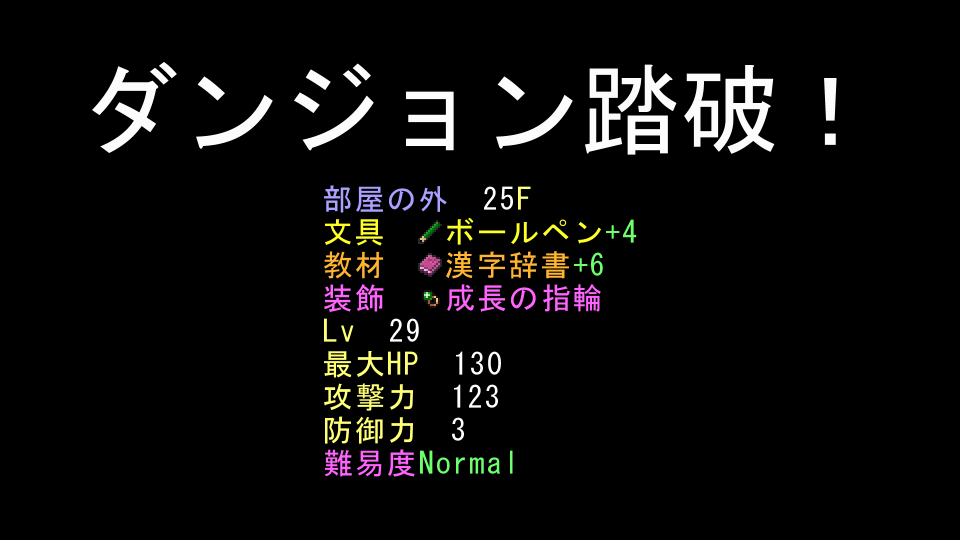 ダンジョン踏破！
部屋の外　25F
文具　ボールペン+4
教材　漢字辞書+6
装飾　成長の指輪
Lv　29
最大HP　130
攻撃力　123
防御力　3
難易度Normal